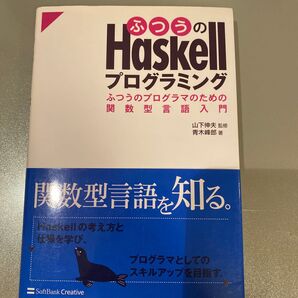 ふつうの
Haskell
プログラミング
ふつうのプログラマのための
関数型言語入門
山下伸夫 監修
青木峰郎 著
関数型言語を知る。
Haskellの考え方と
仕組を学び、
プログラマとしての
スキルアップを目指す。
SoftBank Creative